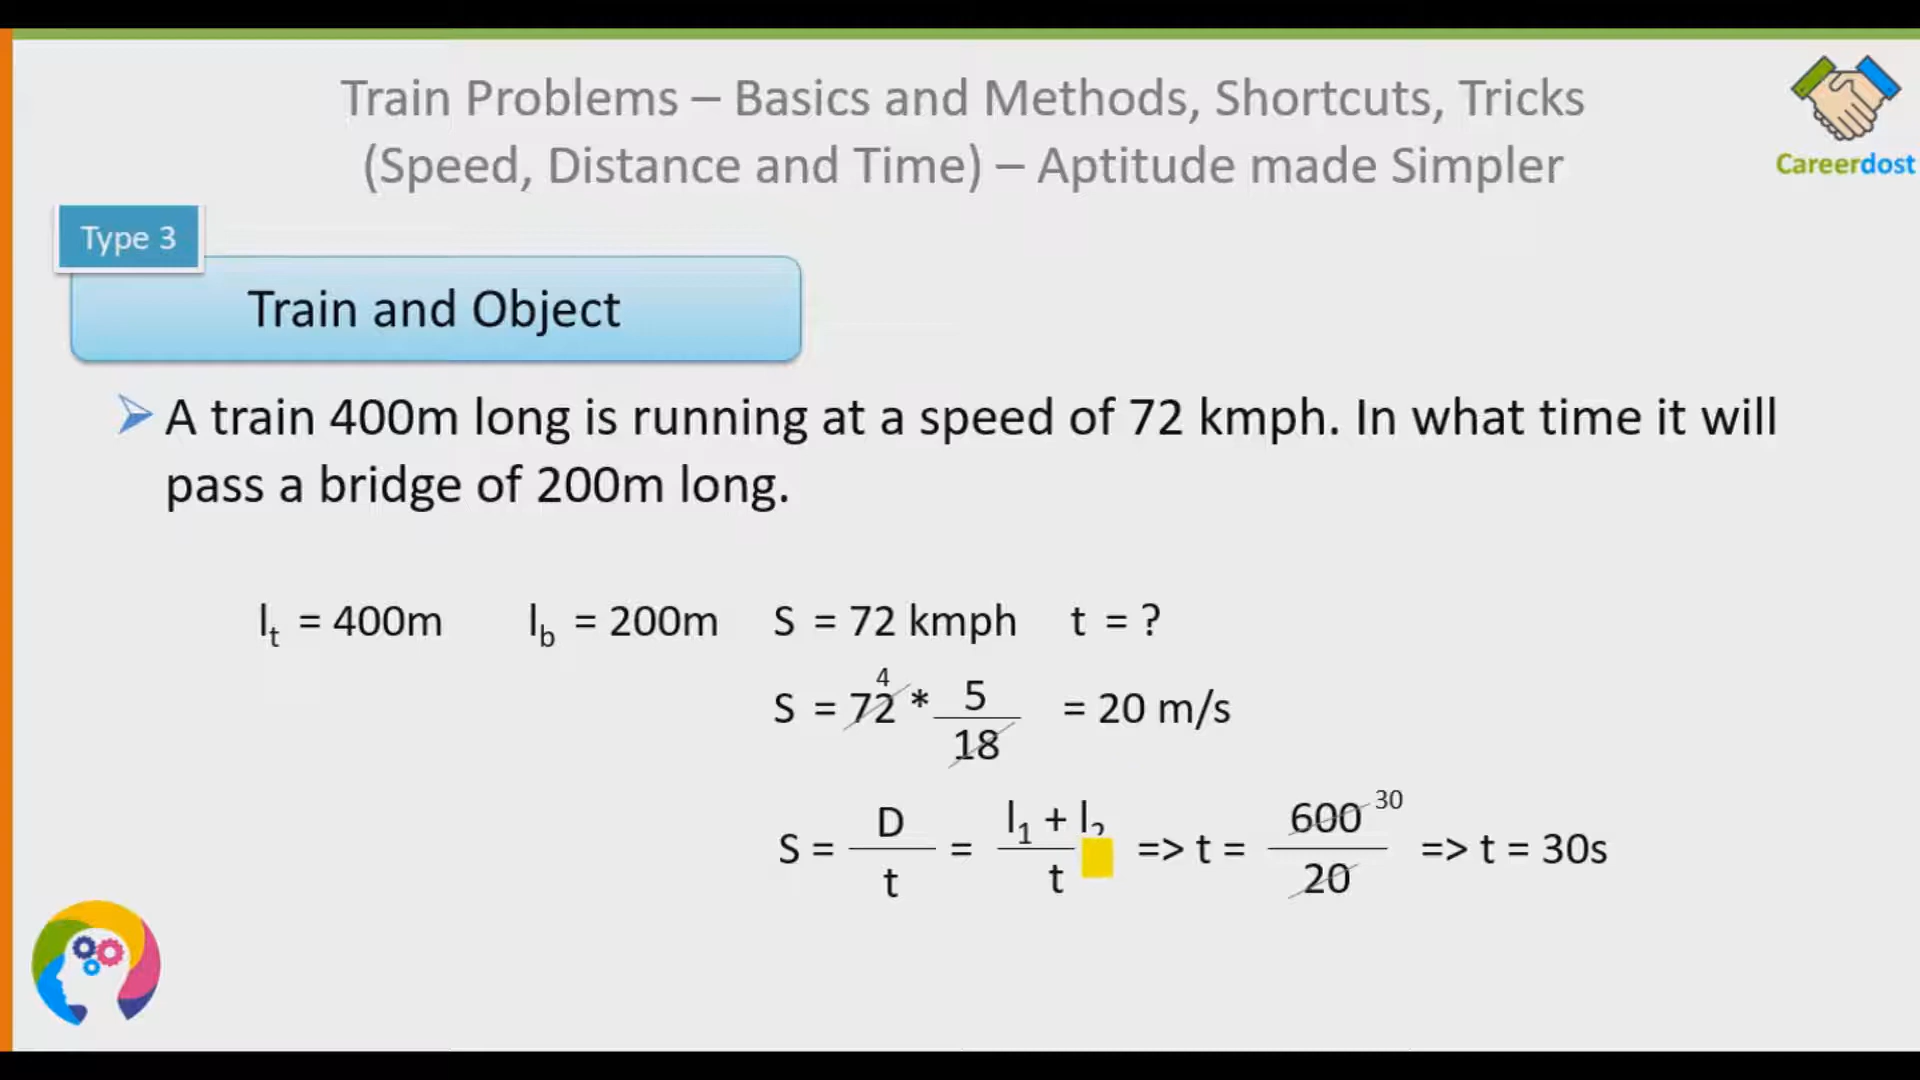 Train Problems – Basics and Methods, Shortcuts, Tricks
(Speed, Distance and Time) – Aptitude made Simpler
Careerdost
Type 3
Train and Object
A train 400m long is running at a speed of 72 kmph. In what time it will
pass a bridge of 200m long.
lt = 400m lb = 200m S = 72 kmph t = ?
4
S = 72 * 5/18 = 20 m/s
S = D/t = l1 + l2/t => t = 600/20 30 => t = 30s